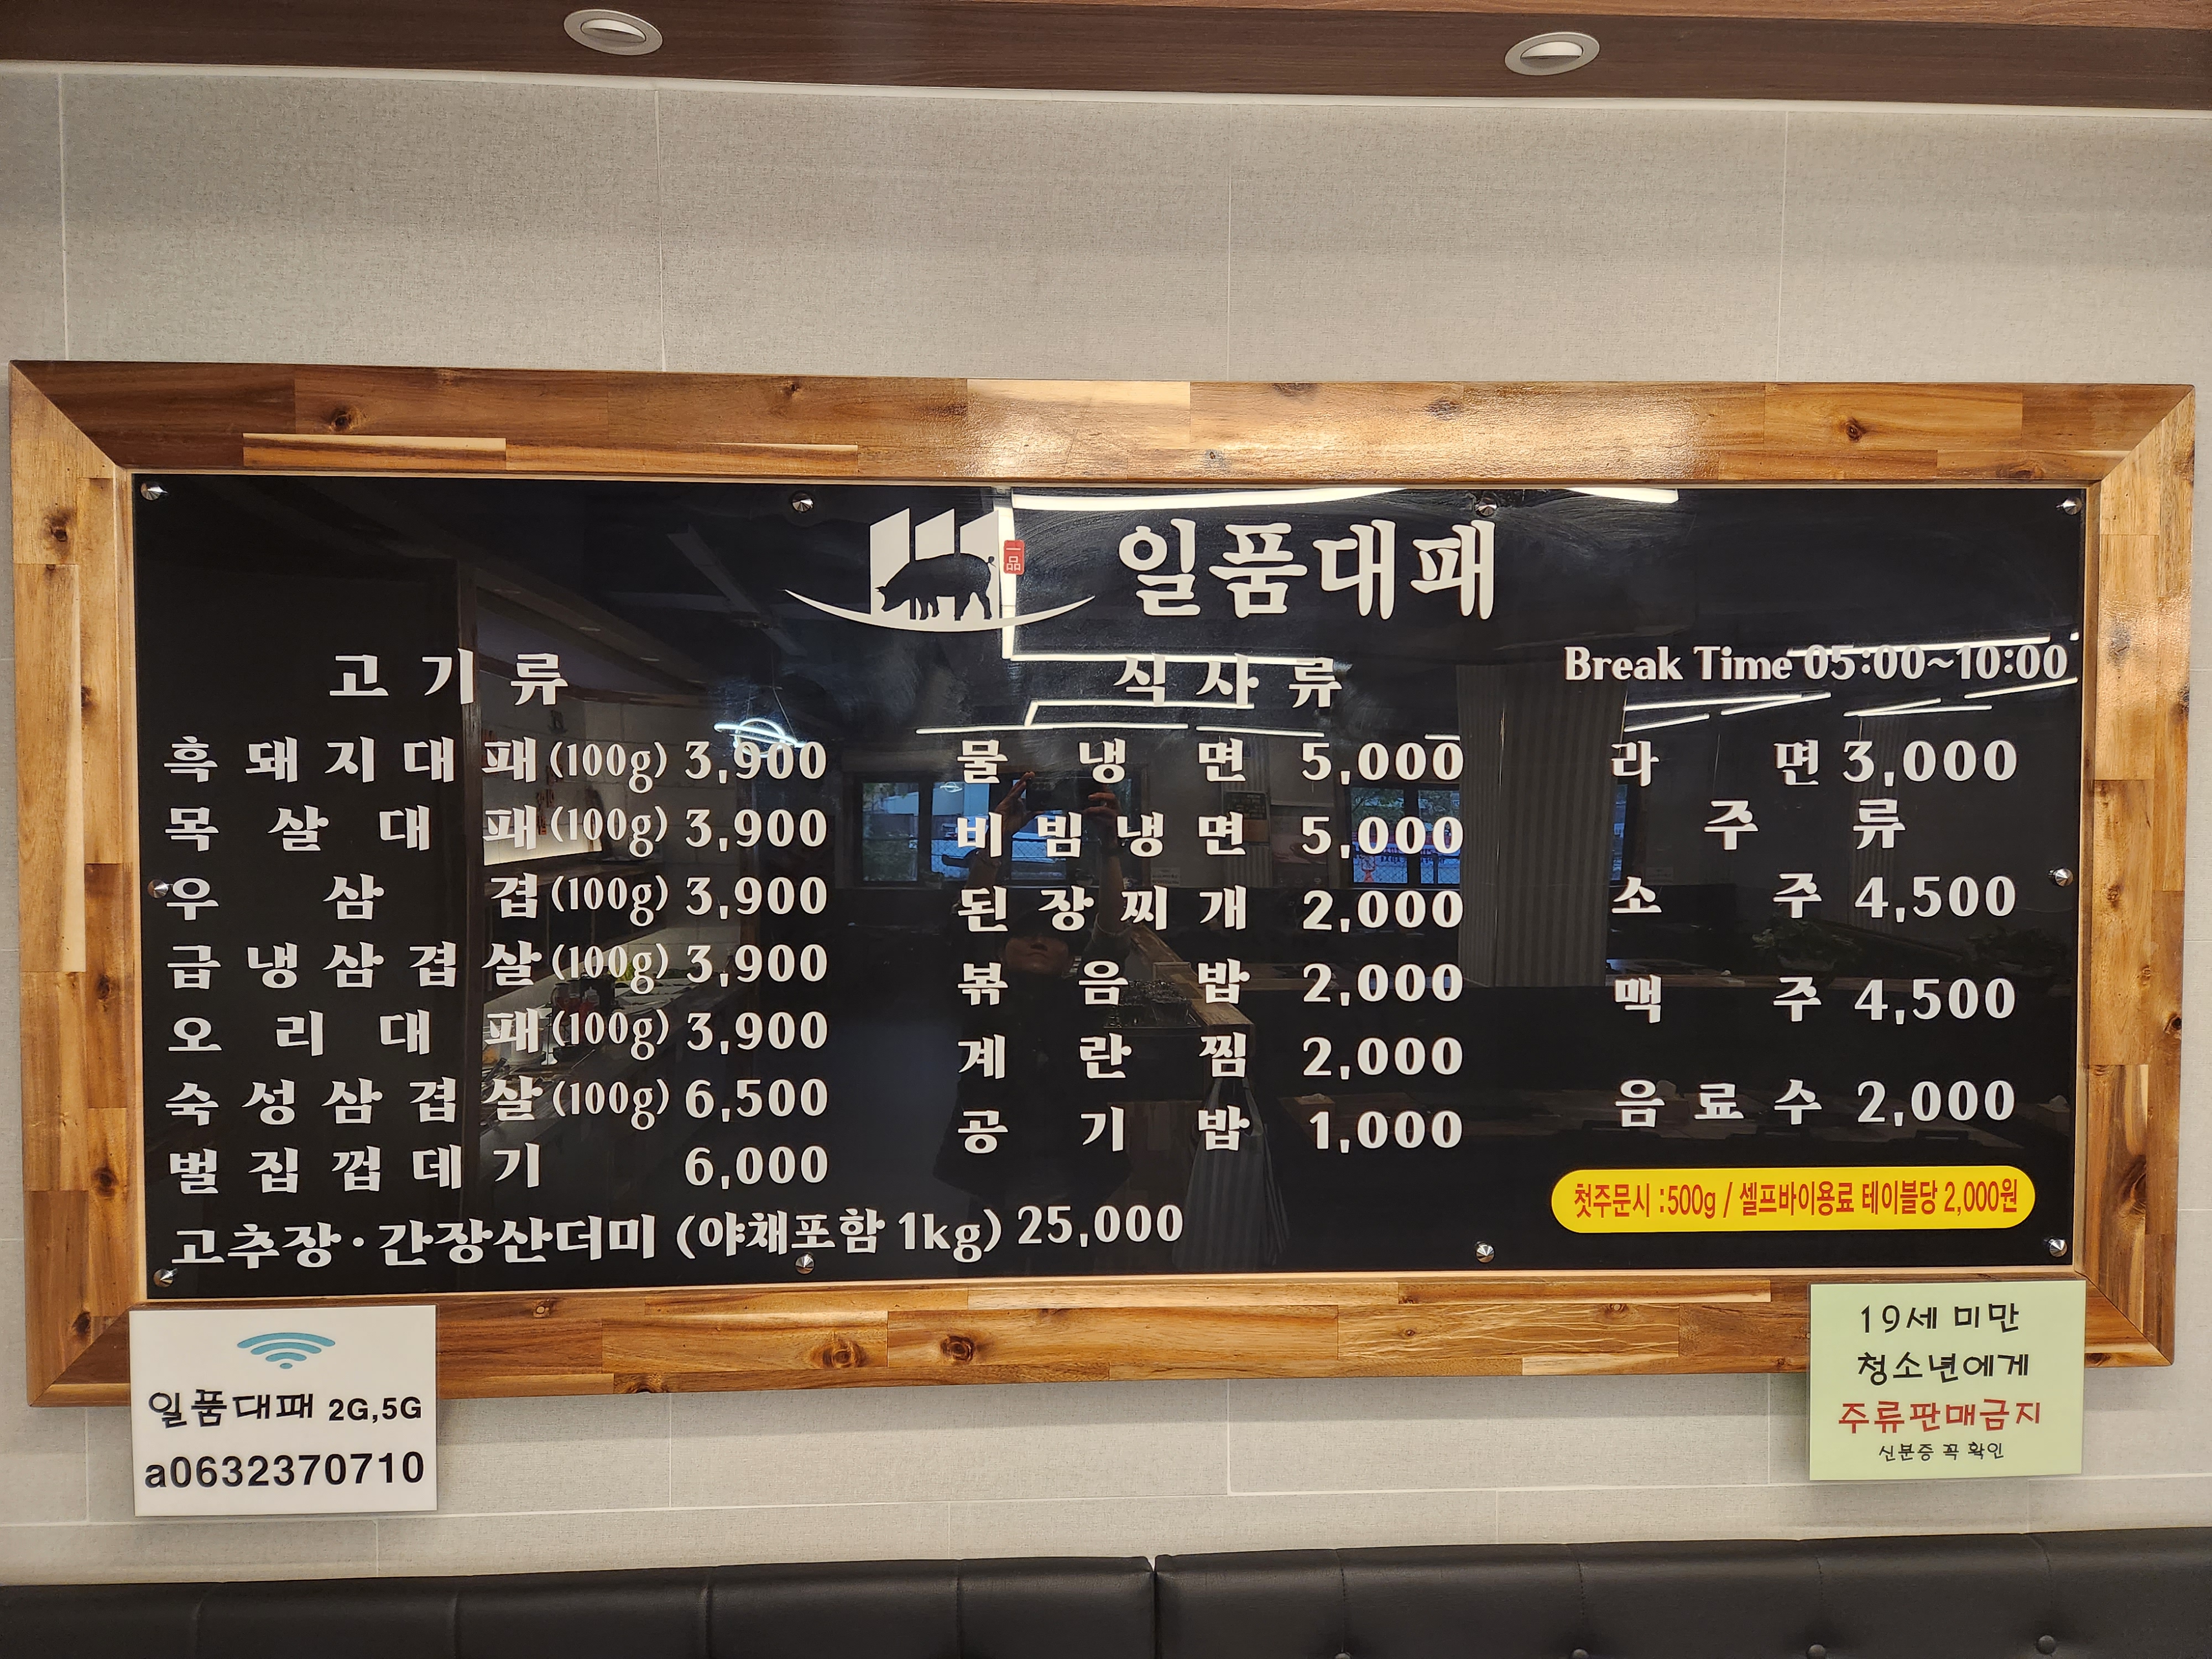 一品
일품대패
고기류
흑돼지대패(100g) 3,900
목살대패(100g) 3,900
우삼겹(100g) 3,900
급냉삼겹살(100g) 3,900
오리대패(100g) 3,900
숙성삼겹살(100g) 6,500
벌집껍데기 6,000
고추장·간장산더미 (야채포함 1kg) 25,000
식사류
물냉면 5,000
비빔냉면 5,000
된장찌개 2,000
볶음밥 2,000
계란찜 2,000
공기밥 1,000
Break Time 05:00~10:00
라면 3,000
주류
소주 4,500
맥주 4,500
음료수 2,000
첫주문시 :500g / 셀프바이용료 테이블당 2,000원
일품대패 2G,5G
a0632370710
19세 미만
청소년에게
주류판매금지
신분증 꼭 확인